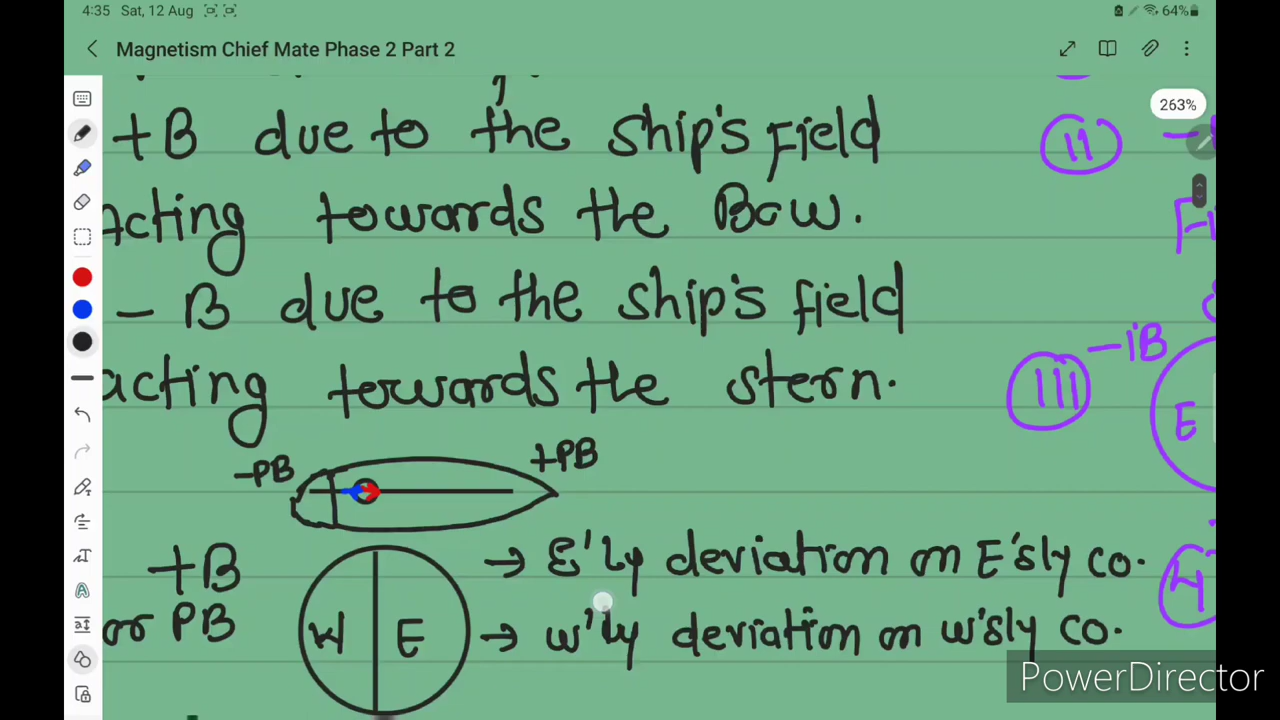 4:35 Sat, 12 Aug
64%
Magnetism Chief Mate Phase 2 Part 2
263%
+B due to the ship's Field
acting towards the Bow.
- B due to the ship's field
acting towards the stern.
-PB
+PB
+B
or PB
W E
→ E'ly deviation on E'sly co.
→ w'ly deviation on w'sly co.
II
III
-iB
E
PowerDirector